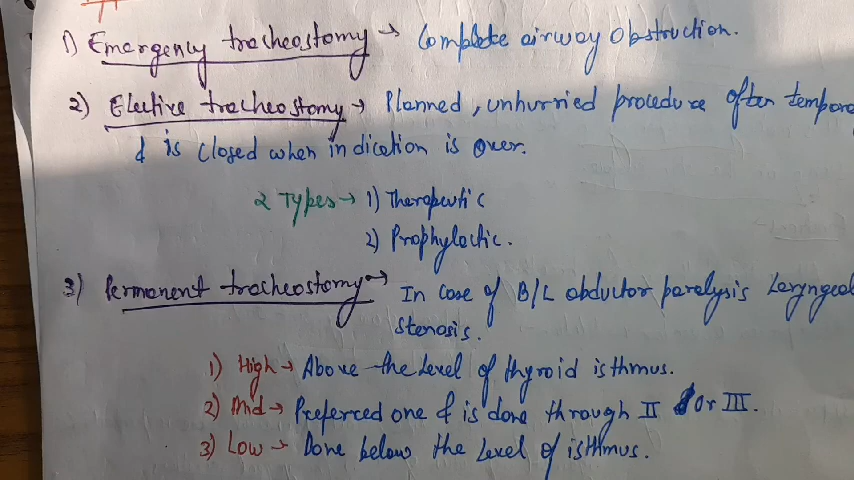 1) Emergency tracheostomy → Complete airway Obstruction.
2) Elective tracheostomy → Planned, unhurried procedure often tempora
& is closed when indication is over.
2 Types → 1) Therapeutic
2) Prophylactic.
3) Permanent tracheostomy → In case of B/L abductor paralysis Laryngeal
stenosis.
1) High → Above the level of thyroid isthmus.
2) Mid → Preferred one & is done through II or III.
3) Low → Done below the level of isthmus.